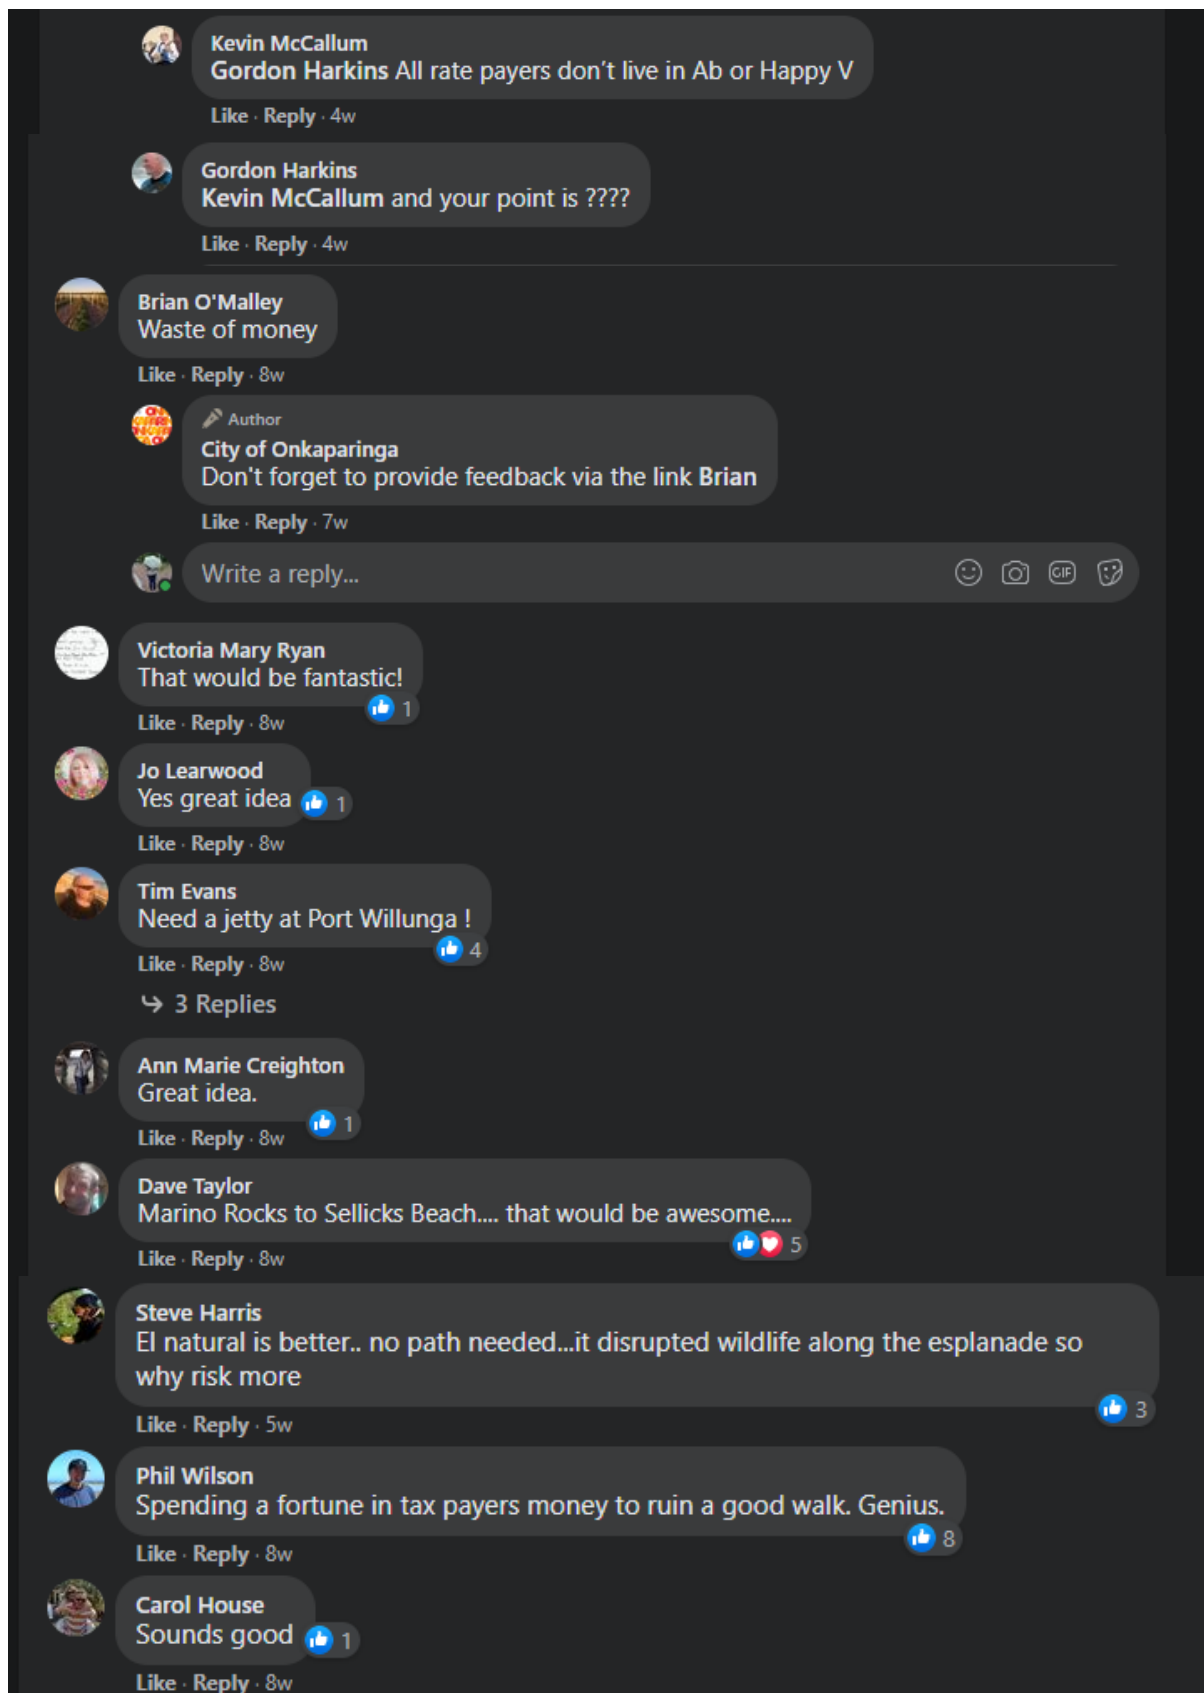 Kevin McCallum
Gordon Harkins All rate payers don't live in Ab or Happy V
Like · Reply · 4w
Gordon Harkins
Kevin McCallum and your point is ????
Like · Reply · 4w
Brian O'Malley
Waste of money
Like · Reply · 8w
Author
City of Onkaparinga
Don't forget to provide feedback via the link Brian
Like · Reply · 7w
Write a reply...
GIF
Victoria Mary Ryan
That would be fantastic!
1
Like · Reply · 8w
Jo Learwood
Yes great idea
1
Like · Reply · 8w
Tim Evans
Need a jetty at Port Willunga !
4
Like · Reply · 8w
3 Replies
Ann Marie Creighton
Great idea.
1
Like · Reply · 8w
Dave Taylor
Marino Rocks to Sellicks Beach.... that would be awesome....
5
Like · Reply · 8w
Steve Harris
El natural is better.. no path needed...it disrupted wildlife along the esplanade so
why risk more
3
Like · Reply · 5w
Phil Wilson
Spending a fortune in tax payers money to ruin a good walk. Genius.
8
Like · Reply · 8w
Carol House
Sounds good
1
Like · Reply · 8w